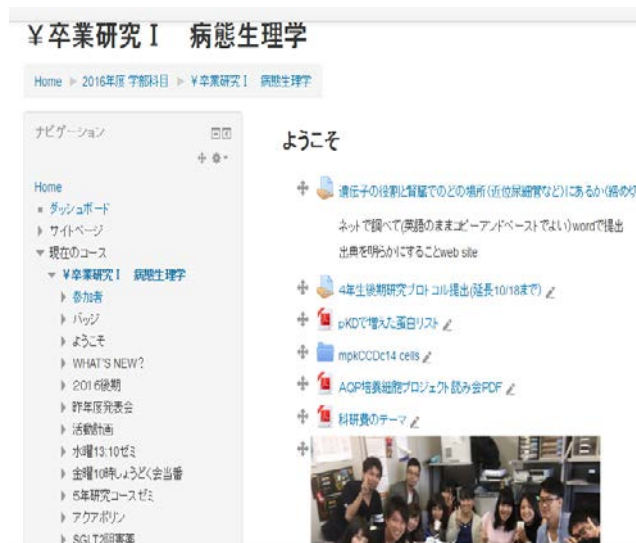 ¥卒業研究Ⅰ 病態生理学
Home ▶ 2016年度 学部科目 ▶ ¥卒業研究Ⅰ 病態生理学
ナビゲーション
Home
ダッシュボード
サイトページ
現在のコース
¥卒業研究Ⅰ 病態生理学
参加者
バッジ
ようこそ
WHAT'S NEW?
2016後期
昨年度発表会
活動計画
水曜13:10ゼミ
金曜10時しょうどく会当番
5年研究コースゼミ
アクアポリン
SGLT2阻害薬
ようこそ
遺伝子の役割と腎臓でのどの場所(近位尿細管など)にあるか(締め切
ネットで調べて(英語のままコピーアンドペーストでよい)wordで提出
出典を明らかにすることweb site
4年生後期研究プロトコル提出(延長10/18まで)
pKDで増えた蛋白リスト
mpkCCDc14 cells
AQP培養細胞プロジェクト読み会PDF
科研費のテーマ